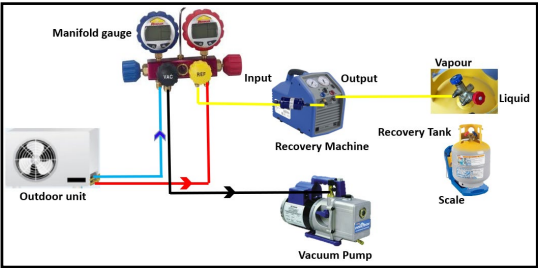 Manifold gauge
VAC
REF
Input
Output
Vapour
Liquid
Recovery Machine
Recovery Tank
Outdoor unit
Scale
Vacuum Pump